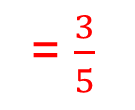 = 3/5